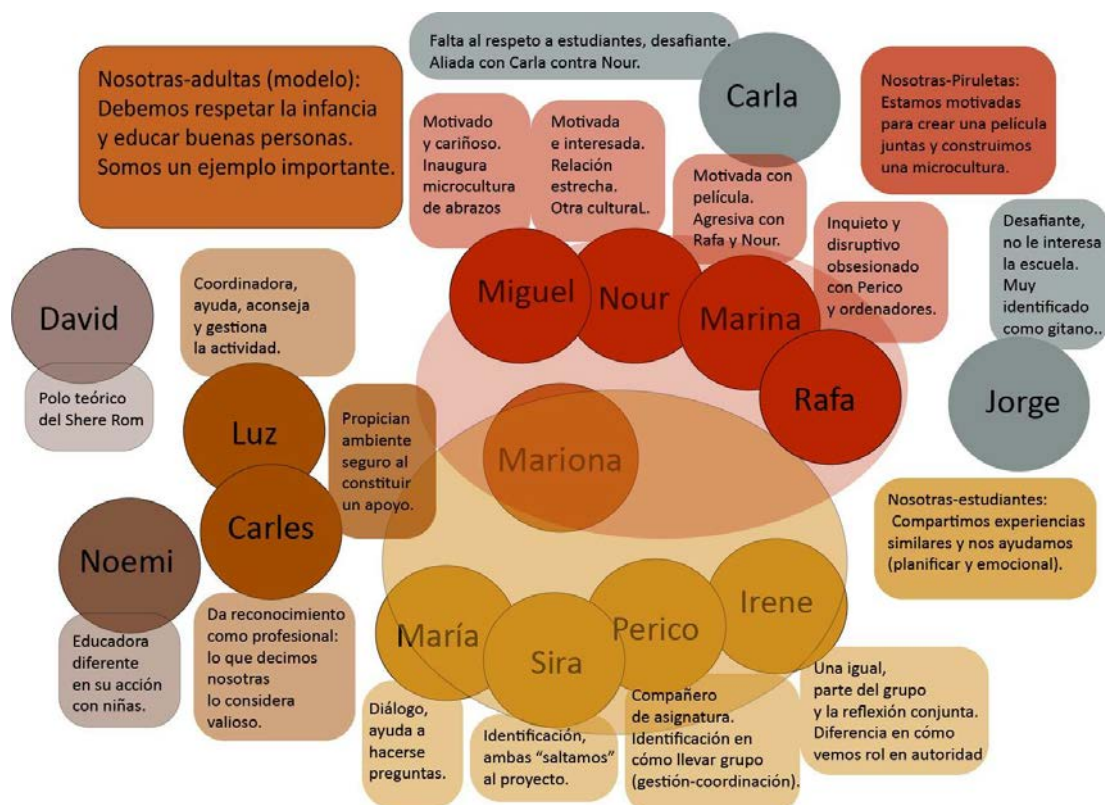 Falta al respeto a estudiantes, desafiante.
Aliada con Carla contra Nour.
Carla
Nosotras-adultas (modelo):
Debemos respetar la infancia
y educar buenas personas.
Somos un ejemplo importante.
Nosotras-Piruletas:
Estamos motivadas
para crear una película
juntas y construimos
una microcultura.
Motivado
y cariñoso.
Inaugura
microcultura
de abrazos
Motivada
e interesada.
Relación
estrecha.
Otra culturaL.
Motivada con
película.
Agresiva con
Rafa y Nour.
Inquieto y
disruptivo
obsesionado
con Perico
y ordenadores.
Desafiante,
no le interesa
la escuela.
Muy
identificado
como gitano..
Miguel
Nour
Marina
Rafa
Jorge
David
Polo teórico
del Shere Rom
Coordinadora,
ayuda, aconseja
y gestiona
la actividad.
Luz
Propician
ambiente
seguro al
constituir
un apoyo.
Carles
Mariona
Noemi
Educadora
diferente
en su acción
con niñas.
Da reconocimiento
como profesional:
lo que decimos
nosotras
lo considera
valioso.
Nosotras-estudiantes:
Compartimos experiencias
similares y nos ayudamos
(planificar y emocional).
María
Sira
Perico
Irene
Diálogo,
ayuda a
hacerse
preguntas.
Identificación,
ambas “saltamos”
al proyecto.
Compañero
de asignatura.
Identificación en
cómo llevar grupo
(gestión-coordinación).
Una igual,
parte del grupo
y la reflexión conjunta.
Diferencia en cómo
vemos rol en autoridad